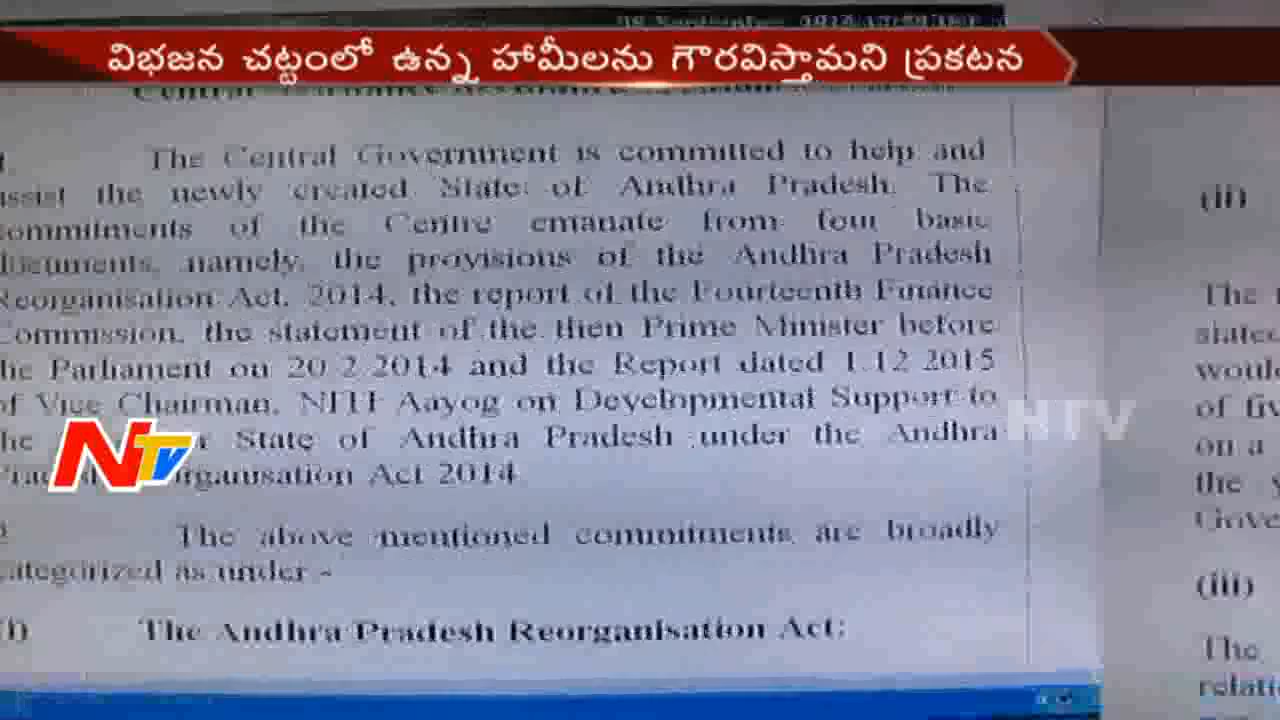 విభజన చట్టంలో ఉన్న హామీలను గౌరవిస్తామని ప్రకటన
The Central Government is committed to help and
the newly created State of Andhra Pradesh. The
of the Centre emanate from four basic
namely, the provisions of the Andhra Pradesh
Reorganisation Act, 2014, the report of the Fourteenth Finance
Commission, the statement of the then Prime Minister before
the Parliament on 20.2.2014 and the Report dated 1.12.2015
of Vice Chairman, NITI Aayog on Developmental Support to
State of Andhra Pradesh under the Andhra
Act 2014
The above mentioned commitments are broadly
categorized as under -
The Andhra Pradesh Reorganisation Act:
NTV
NTV
(ii)
The
of
on a
the
(iii)
The